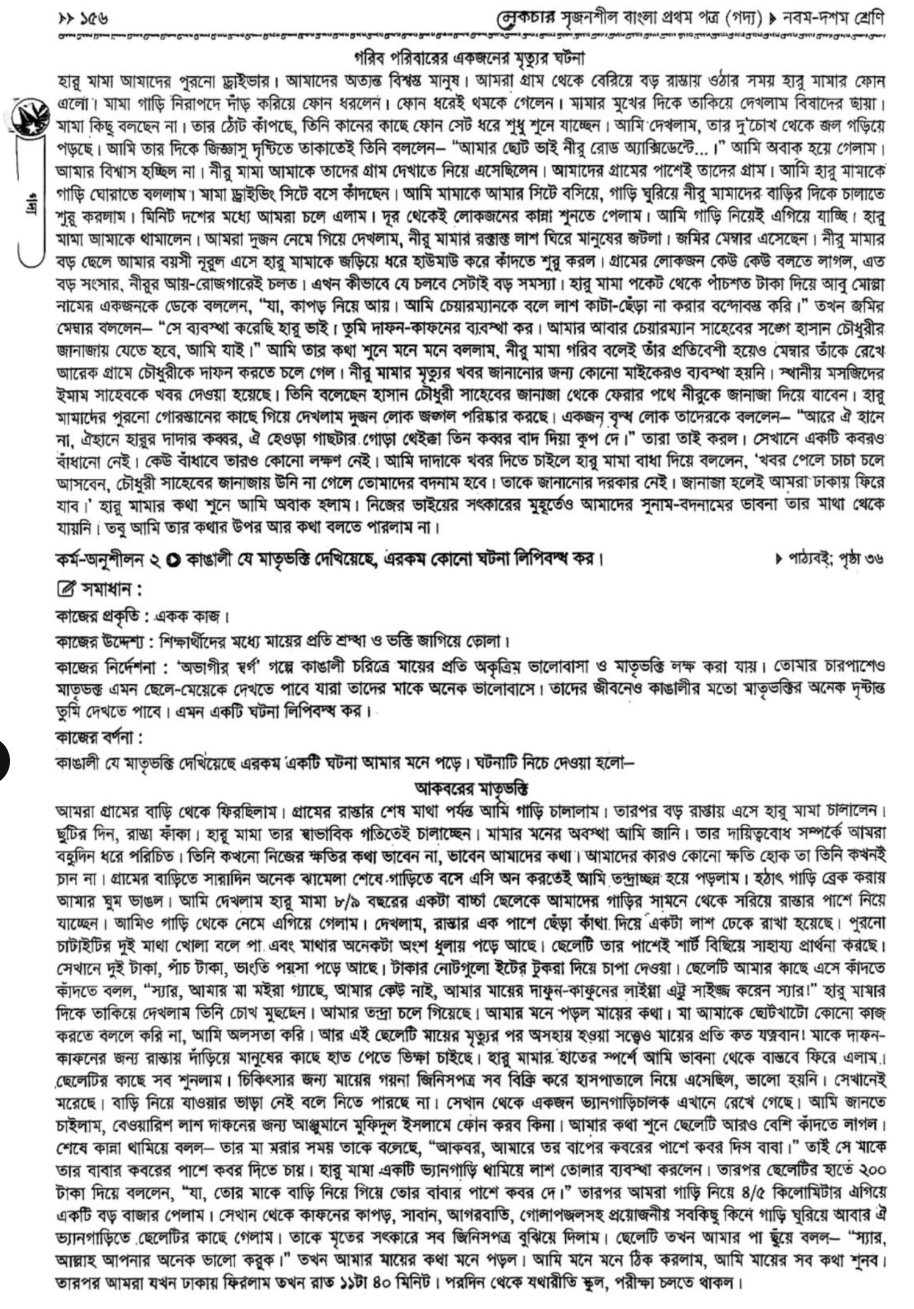 >> ১৫৬
লেকচার সৃজনশীল বাংলা প্রথম পত্র (গদ্য) ▶ নবম-দশম শ্রেণি
গরিব পরিবারের একজনের মৃত্যুর ঘটনা
হারু মামা আমাদের পুরনো ড্রাইভার। আমাদের অত্যন্ত বিশ্বস্ত মানুষ। আমরা গ্রাম থেকে বেরিয়ে বড় রাস্তায় ওঠার সময় হারু মামার ফোন
এলো। মামা গাড়ি নিরাপদে দাঁড় করিয়ে ফোন ধরলেন। ফোন ধরেই থমকে গেলেন। মামার মুখের দিকে তাকিয়ে দেখলাম বিষাদের ছায়া।
মামা কিছু বলছেন না। তার ঠোঁট কাঁপছে, তিনি কানের কাছে ফোন সেট ধরে শুধু শুনে যাচ্ছেন। আমি দেখলাম, তার দু'চোখ থেকে জল গড়িয়ে
পড়ছে। আমি তার দিকে জিজ্ঞাসু দৃষ্টিতে তাকাতেই তিনি বললেন– “আমার ছোট ভাই নীরু রোড অ্যাক্সিডেন্টে...।” আমি অবাক হয়ে গেলাম।
আমার বিশ্বাস হচ্ছিল না। নীরু মামা আমাকে তাদের গ্রাম দেখাতে নিয়ে এসেছিলেন। আমাদের গ্রামের পাশেই তাদের গ্রাম। আমি হারু মামাকে
গাড়ি ঘোরাতে বললাম। মামা ড্রাইভিং সিটে বসে কাঁদছেন। আমি মামাকে আমার সিটে বসিয়ে, গাড়ি ঘুরিয়ে নীরু মামাদের বাড়ির দিকে চালাতে
শুরু করলাম। মিনিট দশের মধ্যে আমরা চলে এলাম। দূর থেকেই লোকজনের কান্না শুনতে পেলাম। আমি গাড়ি নিয়েই এগিয়ে যাচ্ছি। হারু
মামা আমাকে থামালেন। আমরা দুজন নেমে গিয়ে দেখলাম, নীরু মামার রক্তাক্ত লাশ ঘিরে মানুষের জটলা। জমির মেম্বার এসেছেন। নীরু মামার
বড় ছেলে আমার বয়সী নূরুল এসে হারু মামাকে জড়িয়ে ধরে হাউমাউ করে কাঁদতে শুরু করল। গ্রামের লোকজন কেউ কেউ বলতে লাগল, এত
বড় সংসার, নীরুর আয়-রোজগারেই চলত। এখন কীভাবে যে চলবে সেটাই বড় সমস্যা। হারু মামা পকেট থেকে পাঁচশত টাকা দিয়ে আবু মোল্লা
নামের একজনকে ডেকে বললেন, “যা, কাপড় নিয়ে আয়। আমি চেয়ারম্যানকে বলে লাশ কাটা-ছেঁড়া না করার বন্দোবস্ত করি।” তখন জমির
মেম্বার বললেন– “সে ব্যবস্থা করেছি হারু ভাই। তুমি দাফন-কাফনের ব্যবস্থা কর। আমার আবার চেয়ারম্যান সাহেবের সঙ্গে হাসান চৌধুরীর
জানাজায় যেতে হবে, আমি যাই।” আমি তার কথা শুনে মনে মনে বললাম, নীরু মামা গরিব বলেই তাঁর প্রতিবেশী হয়েও মেম্বার তাঁকে রেখে
আরেক গ্রামে চৌধুরীকে দাফন করতে চলে গেল। নীরু মামার মৃত্যুর খবর জানানোর জন্য কোনো মাইকেরও ব্যবস্থা হয়নি। স্থানীয় মসজিদের
ইমাম সাহেবকে খবর দেওয়া হয়েছে। তিনি বলেছেন হাসান চৌধুরী সাহেবের জানাজা থেকে ফেরার পথে নীরুকে জানাজা দিয়ে যাবেন। হারু
মামাদের পুরনো গোরস্তানের কাছে গিয়ে দেখলাম দুজন লোক জঙ্গল পরিষ্কার করছে। একজন বৃদ্ধ লোক তাদেরকে বললেন– “আরে ঐ হানে
না, ঐহানে হারুর দাদার কব্বর, ঐ হেওড়া গাছটার গোড়া থেইক্কা তিন কব্বর বাদ দিয়া কুপ দে।” তারা তাই করল। সেখানে একটি কবরও
বাঁধানো নেই। কেউ বাঁধাবে তারও কোনো লক্ষণ নেই। আমি দাদাকে খবর দিতে চাইলে হারু মামা বাধা দিয়ে বললেন, ‘খবর পেলে চাচা চলে
আসবেন, চৌধুরী সাহেবের জানাজায় উনি না গেলে তোমাদের বদনাম হবে। তাকে জানানোর দরকার নেই। জানাজা হলেই আমরা ঢাকায় ফিরে
যাব।’ হারু মামার কথা শুনে আমি অবাক হলাম। নিজের ভাইয়ের সৎকারের মুহূর্তেও আমাদের সুনাম-বদনামের ভাবনা তার মাথা থেকে
যায়নি। তবু আমি তার কথার উপর আর কথা বলতে পারলাম না।
গদ্য
কর্ম-অনুশীলন ২ ▶ কাঙালী যে মাতৃভক্তি দেখিয়েছে, এরকম কোনো ঘটনা লিপিবদ্ধ কর।
▶ পাঠ্যবই; পৃষ্ঠা ৩৬
সমাধান :
কাজের প্রকৃতি : একক কাজ।
কাজের উদ্দেশ্য : শিক্ষার্থীদের মধ্যে মায়ের প্রতি শ্রদ্ধা ও ভক্তি জাগিয়ে তোলা।
কাজের নির্দেশনা : ‘অভাগীর স্বর্গ’ গল্পে কাঙালী চরিত্রে মায়ের প্রতি অকৃত্রিম ভালোবাসা ও মাতৃভক্তি লক্ষ করা যায়। তোমার চারপাশেও
মাতৃভক্ত এমন ছেলে-মেয়েকে দেখতে পাবে যারা তাদের মাকে অনেক ভালোবাসে। তাদের জীবনেও কাঙালীর মতো মাতৃভক্তির অনেক দৃষ্টান্ত
তুমি দেখতে পাবে। এমন একটি ঘটনা লিপিবদ্ধ কর।
কাজের বর্ণনা :
কাঙালী যে মাতৃভক্তি দেখিয়েছে এরকম একটি ঘটনা আমার মনে পড়ে। ঘটনাটি নিচে দেওয়া হলো–
আকবরের মাতৃভক্তি
আমরা গ্রামের বাড়ি থেকে ফিরছিলাম। গ্রামের রাস্তার শেষ মাথা পর্যন্ত আমি গাড়ি চালালাম। তারপর বড় রাস্তায় এসে হারু মামা চালালেন।
ছুটির দিন, রাস্তা ফাঁকা। হারু মামা তার স্বাভাবিক গতিতেই চালাচ্ছেন। মামার মনের অবস্থা আমি জানি। তার দায়িত্ববোধ সম্পর্কে আমরা
বহুদিন ধরে পরিচিত। তিনি কখনো নিজের ক্ষতির কথা ভাবেন না, ভাবেন আমাদের কথা। আমাদের কারও কোনো ক্ষতি হোক তা তিনি কখনই
চান না। গ্রামের বাড়িতে সারাদিন অনেক ঝামেলা শেষে গাড়িতে বসে এসি অন করতেই আমি তন্দ্রাচ্ছন্ন হয়ে পড়লাম। হঠাৎ গাড়ি ব্রেক করায়
আমার ঘুম ভাঙল। আমি দেখলাম হারু মামা ৮/৯ বছরের একটা বাচ্চা ছেলেকে আমাদের গাড়ির সামনে থেকে সরিয়ে রাস্তার পাশে নিয়ে
যাচ্ছেন। আমিও গাড়ি থেকে নেমে এগিয়ে গেলাম। দেখলাম, রাস্তার এক পাশে ছেঁড়া কাঁথা দিয়ে একটা লাশ ঢেকে রাখা হয়েছে। পুরনো
চাটাইটির দুই মাথা খোলা বলে পা এবং মাথার অনেকটা অংশ ধুলায় পড়ে আছে। ছেলেটি তার পাশেই শার্ট বিছিয়ে সাহায্য প্রার্থনা করছে।
সেখানে দুই টাকা, পাঁচ টাকা, ভাংতি পয়সা পড়ে আছে। টাকার নোটগুলো ইটের টুকরা দিয়ে চাপা দেওয়া। ছেলেটি আমার কাছে এসে কাঁদতে
কাঁদতে বলল, “স্যার, আমার মা মইরা গ্যাছে, আমার কেউ নাই, আমার মায়ের দাফুন-কাফুনের লাইগ্গা এট্টু সাইজ্জ করেন স্যার!” হারু মামার
দিকে তাকিয়ে দেখলাম তিনি চোখ মুছছেন। আমার তন্দ্রা চলে গিয়েছে। আমার মনে পড়ল মায়ের কথা। মা আমাকে ছোটখাটো কোনো কাজ
করতে বললে করি না, আমি অলসতা করি। আর এই ছেলেটি মায়ের মৃত্যুর পর অসহায় হওয়া সত্ত্বেও মায়ের প্রতি কত যত্নবান! মাকে দাফন-
কাফনের জন্য রাস্তায় দাঁড়িয়ে মানুষের কাছে হাত পেতে ভিক্ষা চাইছে। হারু মামার হাতের স্পর্শে আমি ভাবনা থেকে বাস্তবে ফিরে এলাম।
ছেলেটির কাছে সব শুনলাম। চিকিৎসার জন্য মায়ের গয়না জিনিসপত্র সব বিক্রি করে হাসপাতালে নিয়ে এসেছিল, ভালো হয়নি। সেখানেই
মরেছে। বাড়ি নিয়ে যাওয়ার ভাড়া নেই বলে নিতে পারছে না। সেখান থেকে একজন ভ্যানগাড়িচালক এখানে রেখে গেছে। আমি জানতে
চাইলাম, বেওয়ারিশ লাশ দাফনের জন্য আঞ্জুমানে মুফিদুল ইসলামে ফোন করব কিনা। আমার কথা শুনে ছেলেটি আরও বেশি কাঁদতে লাগল।
শেষে কান্না থামিয়ে বলল– তার মা মরার সময় তাকে বলেছে, “আকবর, আমারে তর বাপের কবরের পাশে কবর দিস বাবা।” তাই সে মাকে
তার বাবার কবরের পাশে কবর দিতে চায়। হারু মামা একটি ভ্যানগাড়ি থামিয়ে লাশ তোলার ব্যবস্থা করলেন। তারপর ছেলেটির হাতে ২০০
টাকা দিয়ে বললেন, “যা, তোর মাকে বাড়ি নিয়ে গিয়ে তোর বাবার পাশে কবর দে।” তারপর আমরা গাড়ি নিয়ে ৪/৫ কিলোমিটার এগিয়ে
একটি বড় বাজার পেলাম। সেখান থেকে কাফনের কাপড়, সাবান, আগরবাতি, গোলাপজলসহ প্রয়োজনীয় সবকিছু কিনে গাড়ি ঘুরিয়ে আবার ঐ
ভ্যানগাড়িতে ছেলেটির কাছে গেলাম। তাকে মৃতের সৎকারে সব জিনিসপত্র বুঝিয়ে দিলাম। ছেলেটি তখন আমার পা ছুঁয়ে বলল– “স্যার,
আল্লাহ আপনার অনেক ভালো করুক।” তখন আমার মায়ের কথা মনে পড়ল। আমি মনে মনে ঠিক করলাম, আমি মায়ের সব কথা শুনব।
তারপর আমরা যখন ঢাকায় ফিরলাম তখন রাত ১১টা ৪০ মিনিট। পরদিন থেকে যথারীতি স্কুল, পরীক্ষা চলতে থাকল।